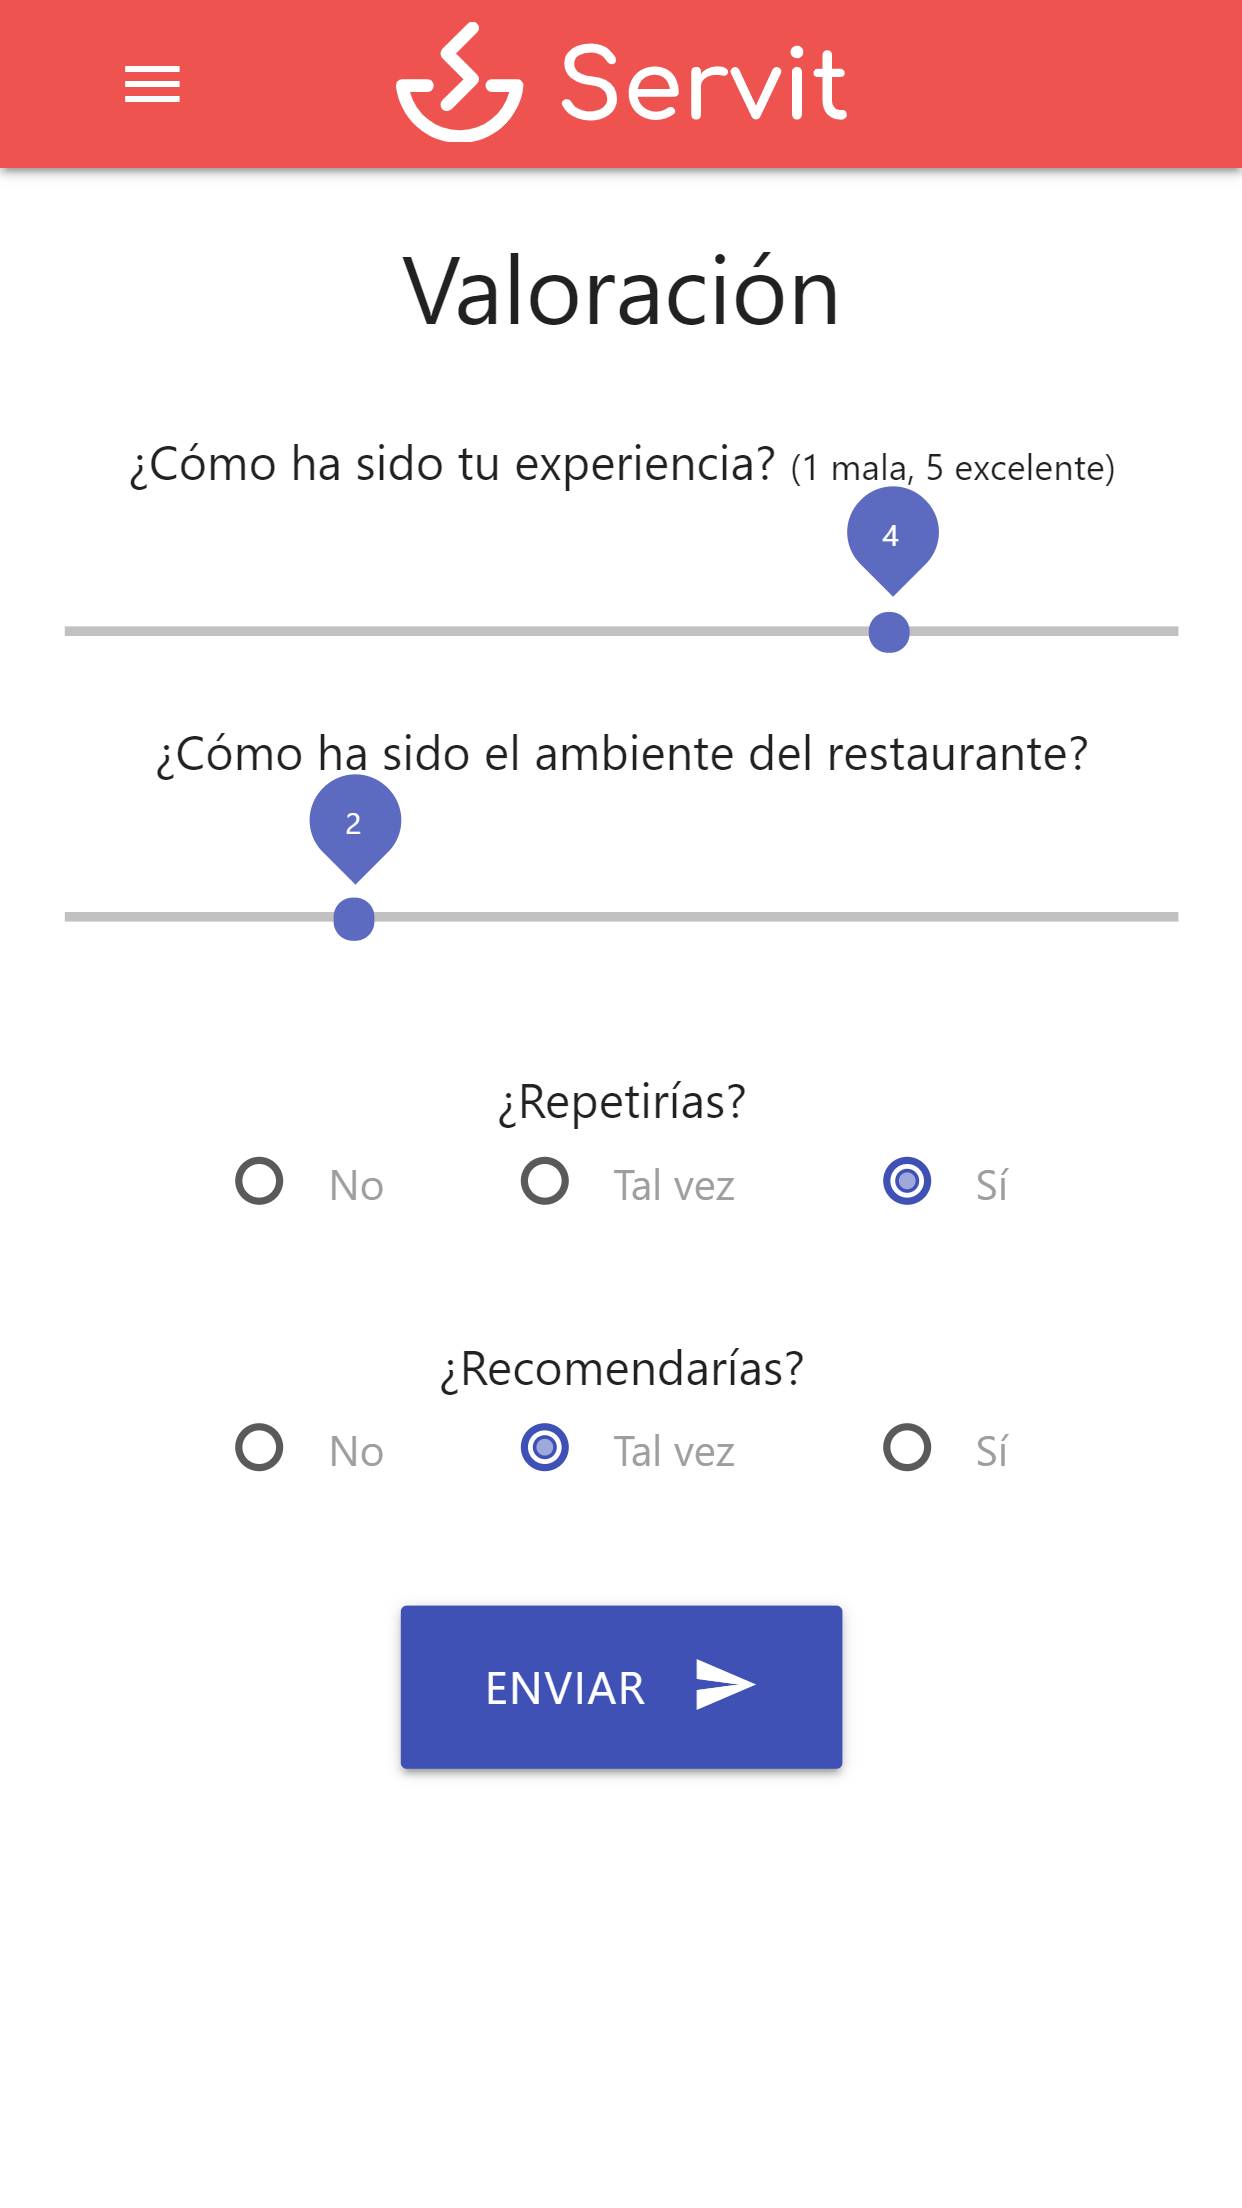 Servit
Valoración
¿Cómo ha sido tu experiencia? (1 mala, 5 excelente)
4
¿Cómo ha sido el ambiente del restaurante?
2
¿Repetirías?
No Tal vez Sí
¿Recomendarías?
No Tal vez Sí
ENVIAR